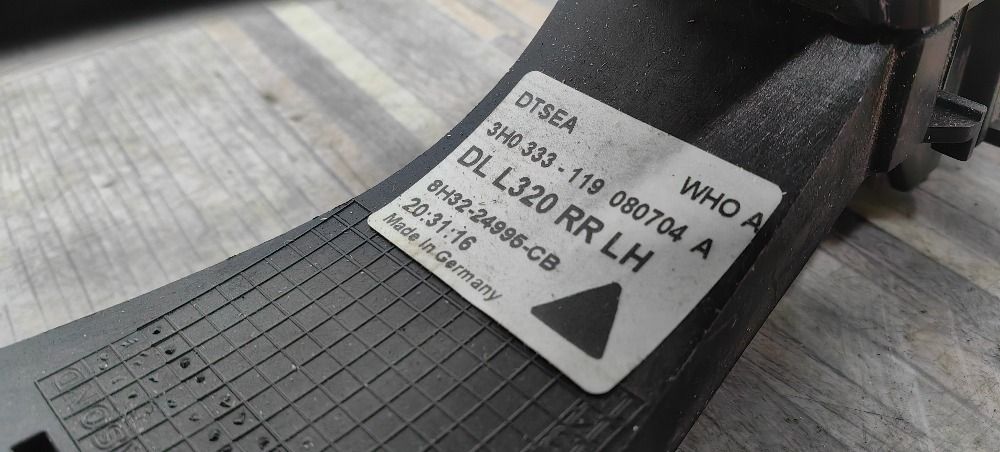 DTSEA
WHO A
3H0 333 - 119 080704 A
DL L320 RR LH
8H32-24995-CB
20:31:16
Made In Germany